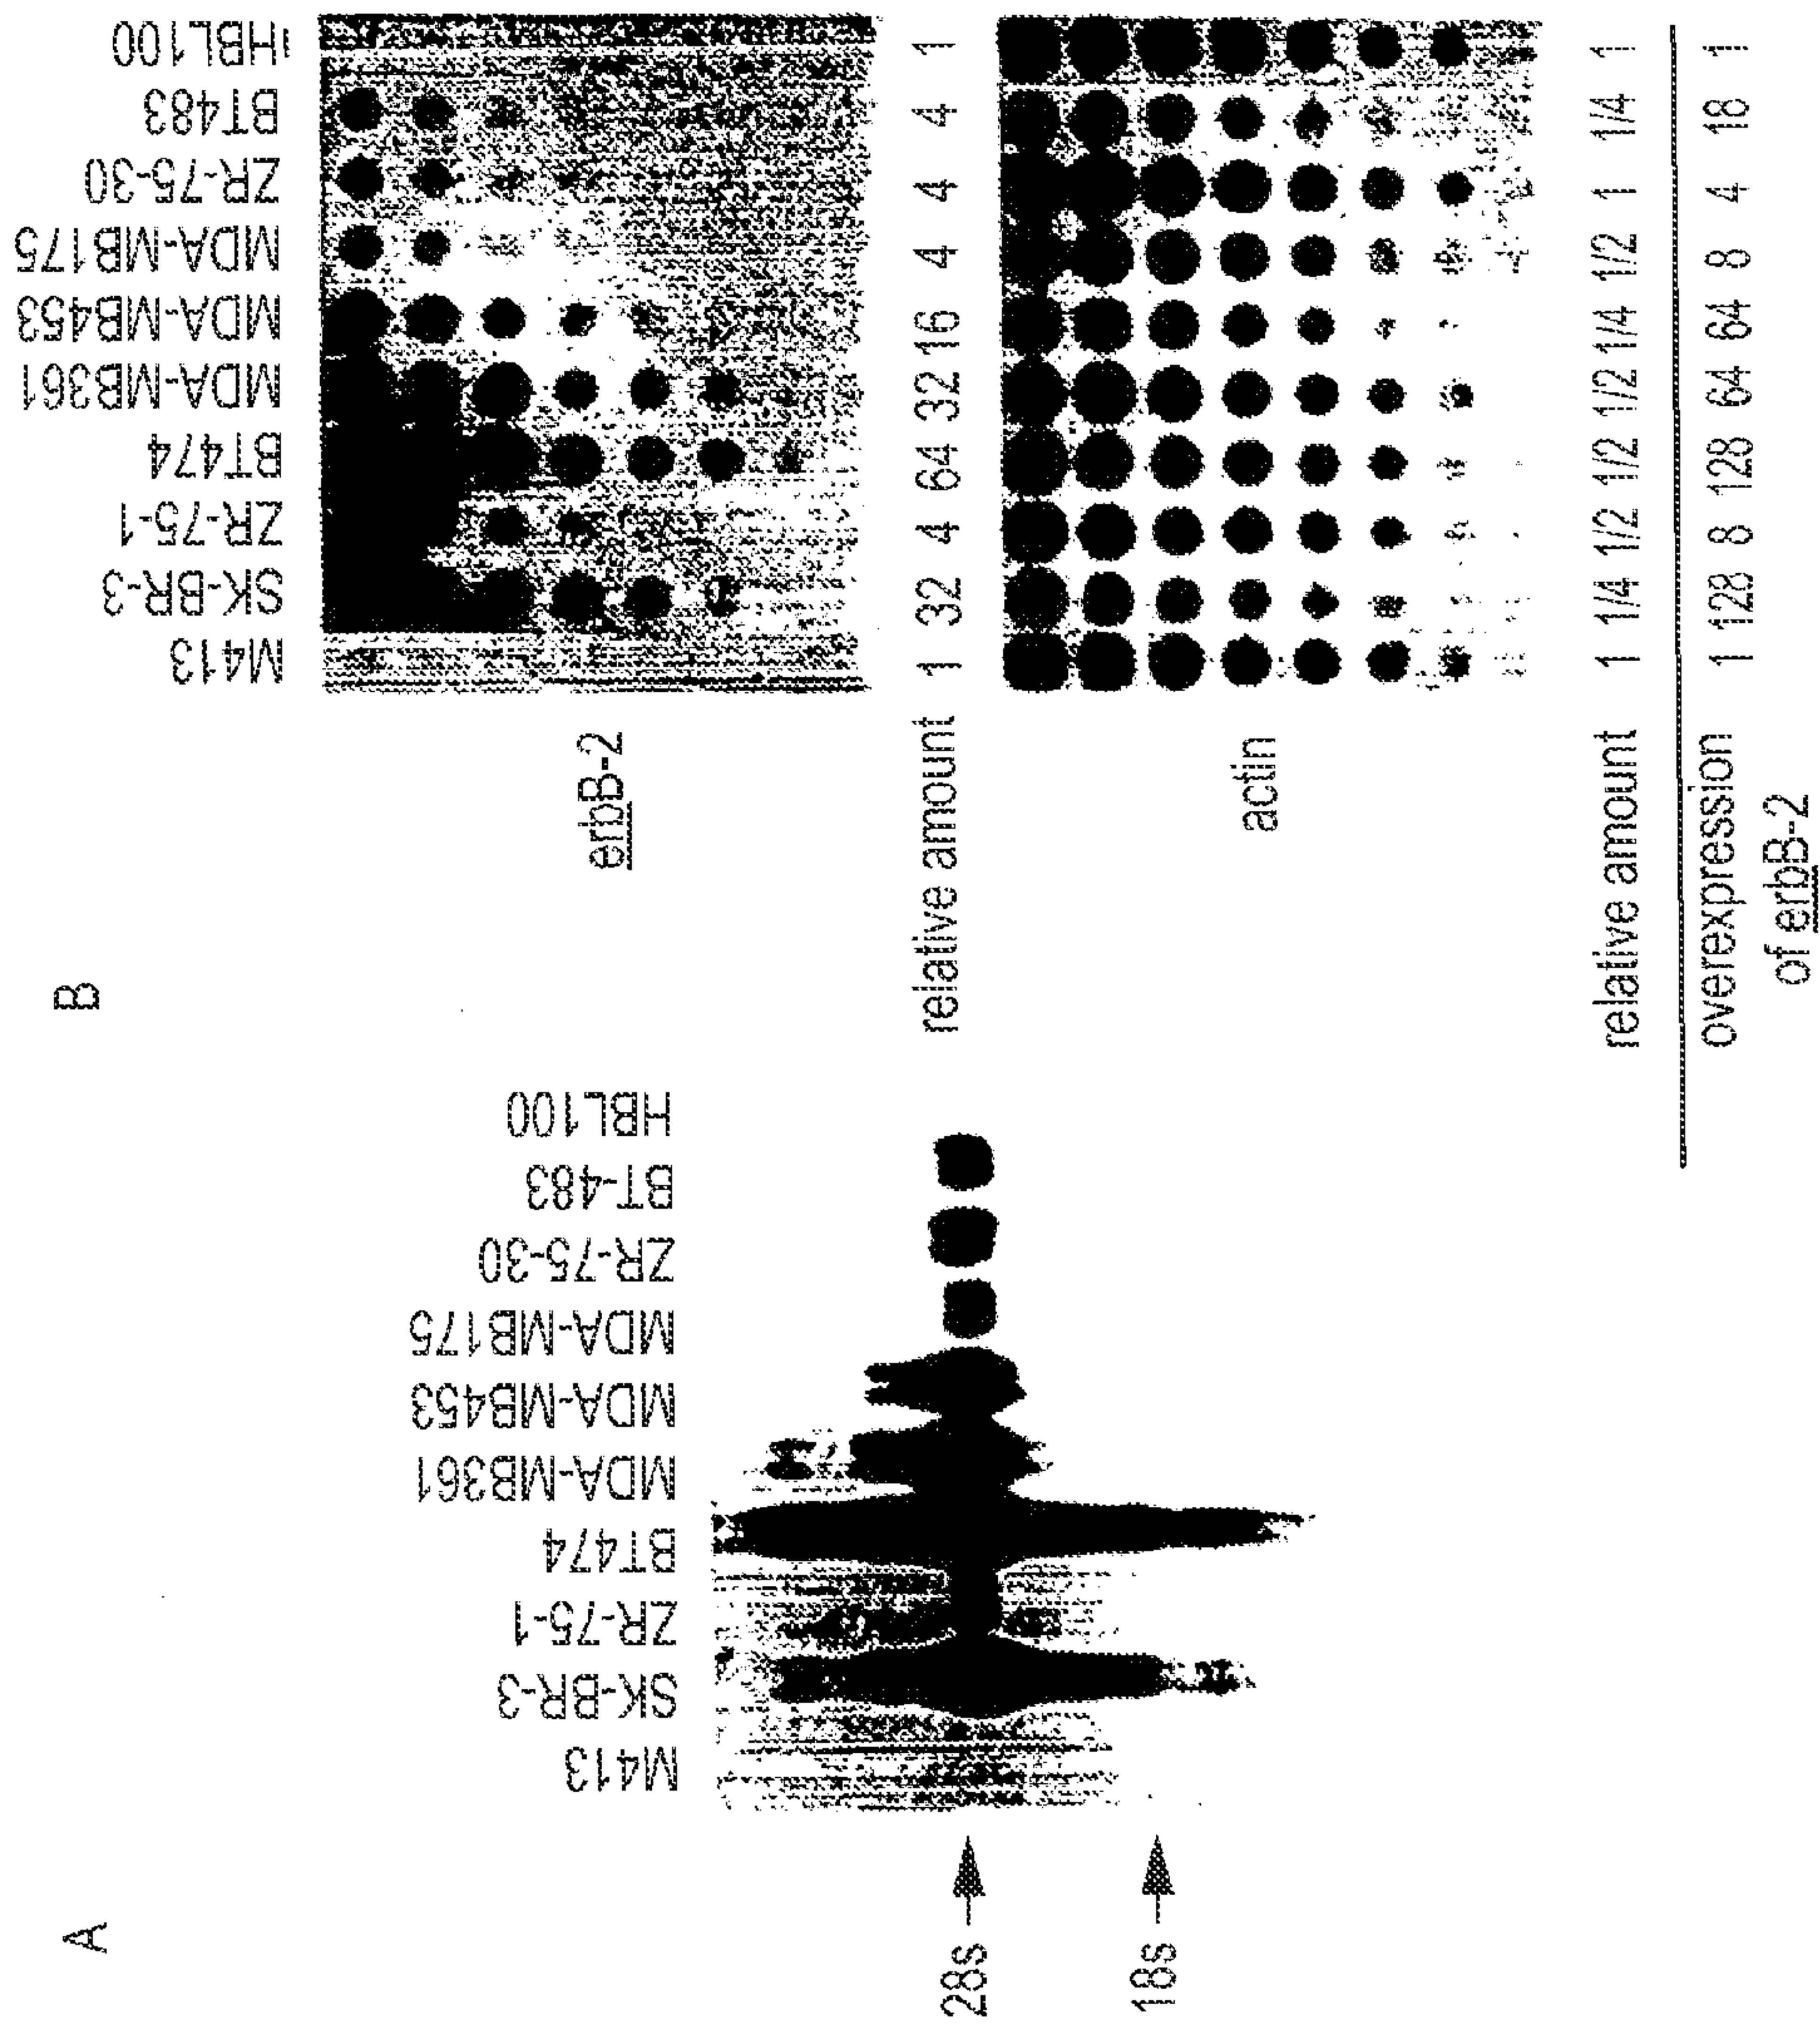 A
M413
SK-BR-3
ZR-75-1
BT474
MDA-MB361
MDA-MB453
MDA-MB175
ZR-75-30
BT-483
HBL100
28s
18s
B
M413
SK-BR-3
ZR-75-1
BT474
MDA-MB361
MDA-MB453
MDA-MB175
ZR-75-30
BT483
HBL100
erbB-2
relative amount 1 32 4 64 32 16 4 4 4 1
actin
relative amount 1 1/4 1/2 1/2 1/2 1/4 1/2 1 1/4 1
overexpression 1 128 8 128 64 64 8 4 18 1
of erbB-2